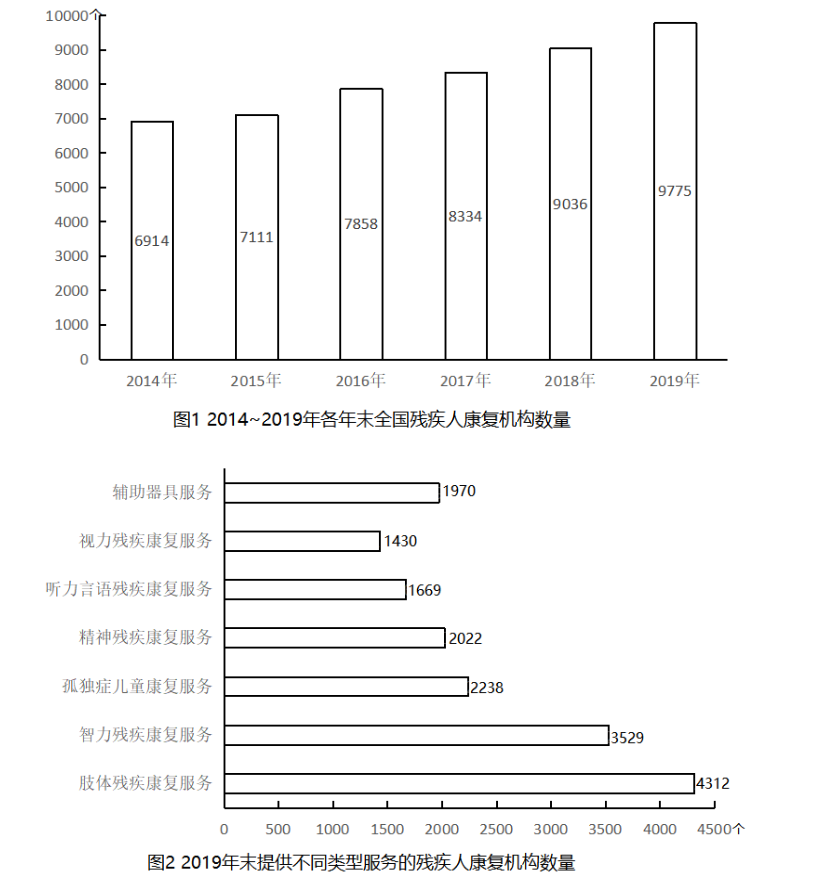 10000个
9000
8000
7000
6000
5000
4000
3000
2000
1000
0
6914
7111
7858
8334
9036
9775
2014年 2015年 2016年 2017年 2018年 2019年
图1 2014~2019年各年末全国残疾人康复机构数量
辅助器具服务 1970
视力残疾康复服务 1430
听力言语残疾康复服务 1669
精神残疾康复服务 2022
孤独症儿童康复服务 2238
智力残疾康复服务 3529
肢体残疾康复服务 4312
0 500 1000 1500 2000 2500 3000 3500 4000 4500个
图2 2019年末提供不同类型服务的残疾人康复机构数量